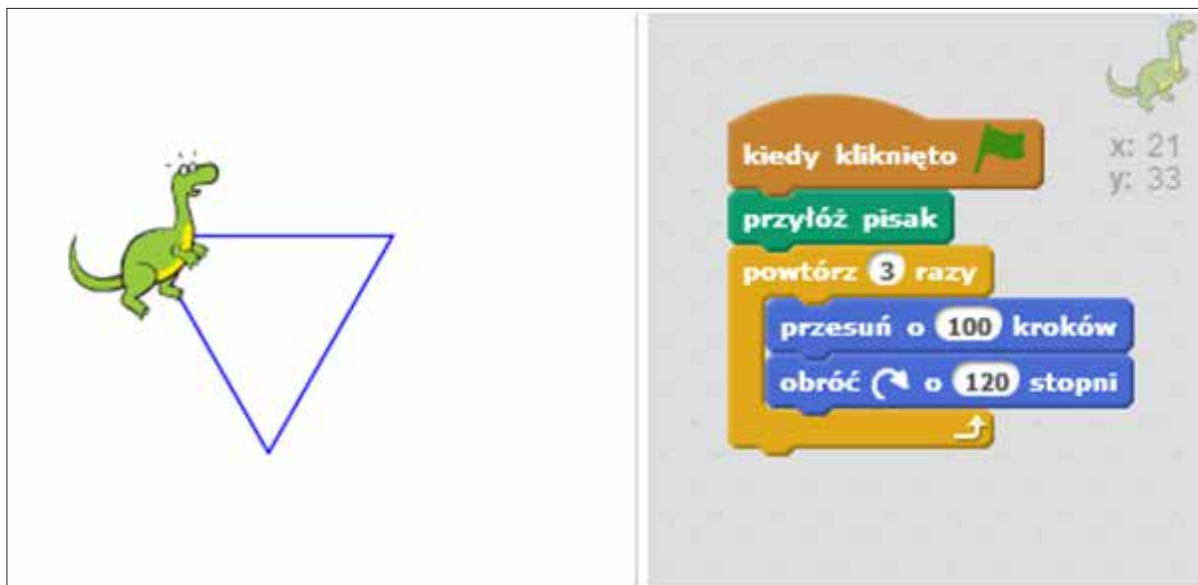 kiedy kliknięto
x: 21
y: 33
przyłóż pisak
powtórz 3 razy
przesuń o 100 kroków
obróć o 120 stopni